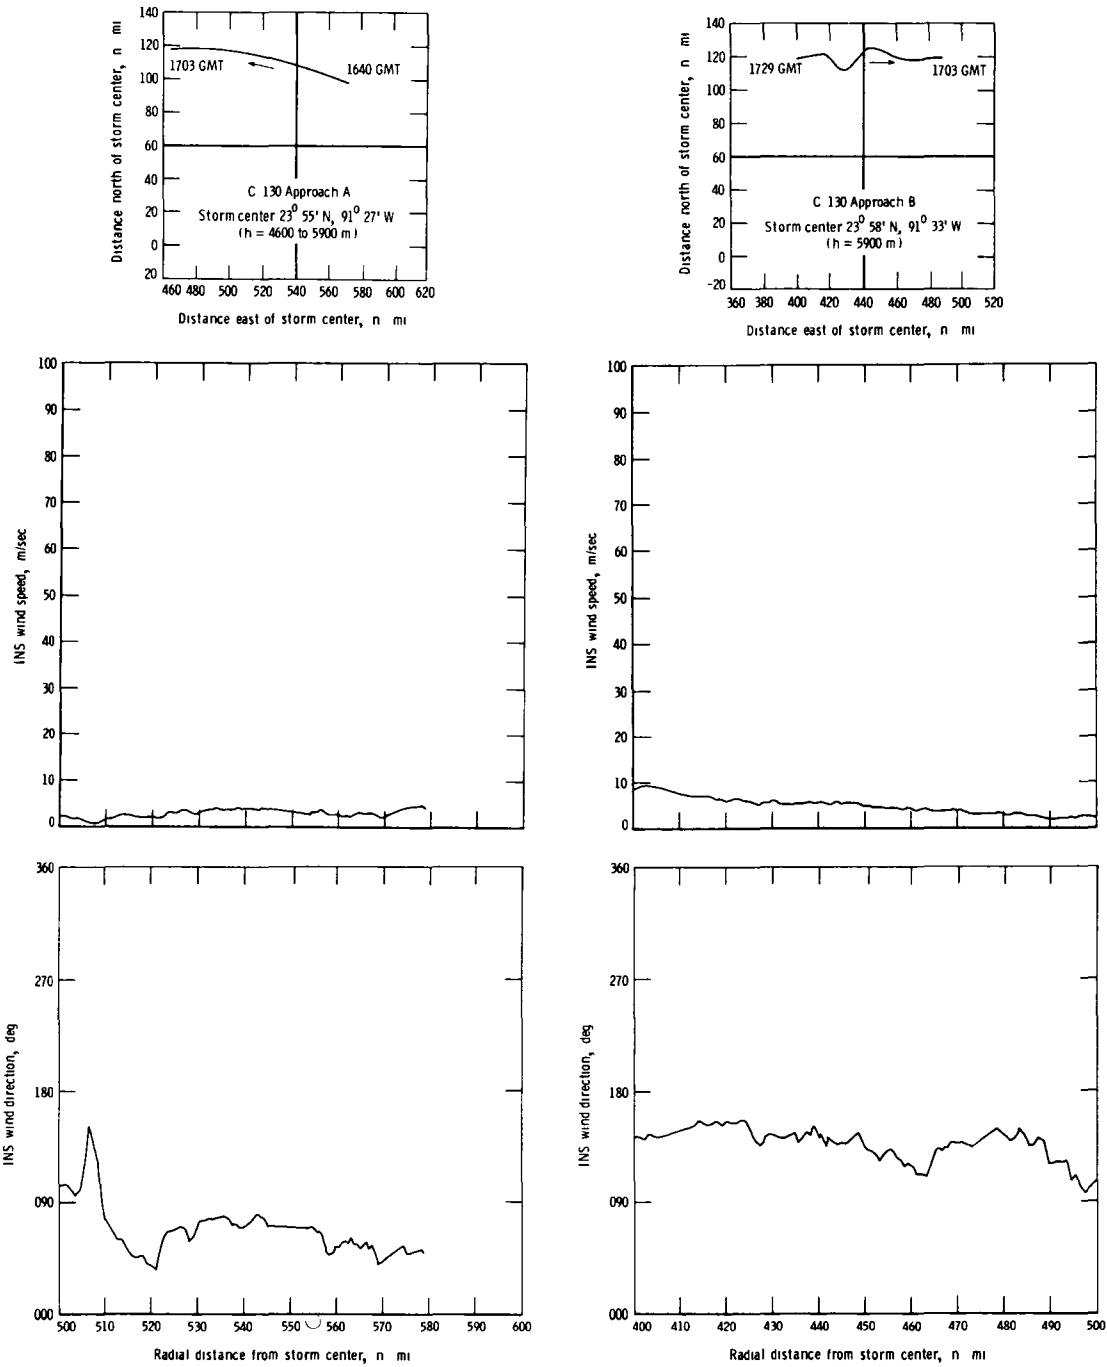 140
120
100
80
60
40
20
0
20
1703 GMT
1640 GMT
C 130 Approach A
Storm center 23° 55' N, 91° 27' W
(h = 4600 to 5900 m)
460 480 500 520 540 560 580 600 620
Distance east of storm center, n mi
Distance north of storm center, n mi
140
120
100
80
60
40
20
0
-20
1729 GMT
1703 GMT
C 130 Approach B
Storm center 23° 58' N, 91° 33' W
(h = 5900 m)
360 380 400 420 440 460 480 500 520
Distance east of storm center, n mi
Distance north of storm center, n mi
100
90
80
70
60
50
40
30
20
10
0
INS wind speed, m/sec
100
90
80
70
60
50
40
30
20
10
0
INS wind speed, m/sec
360
270
180
090
000
INS wind direction, deg
500 510 520 530 540 550 560 570 580 590 600
Radial distance from storm center, n mi
360
270
180
090
000
INS wind direction, deg
400 410 420 430 440 450 460 470 480 490 500
Radial distance from storm center, n mi